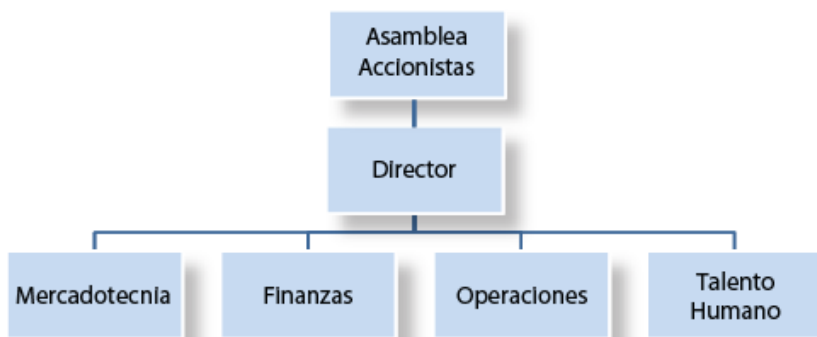 Asamblea
Accionistas
Director
Mercadotecnia
Finanzas
Operaciones
Talento
Humano